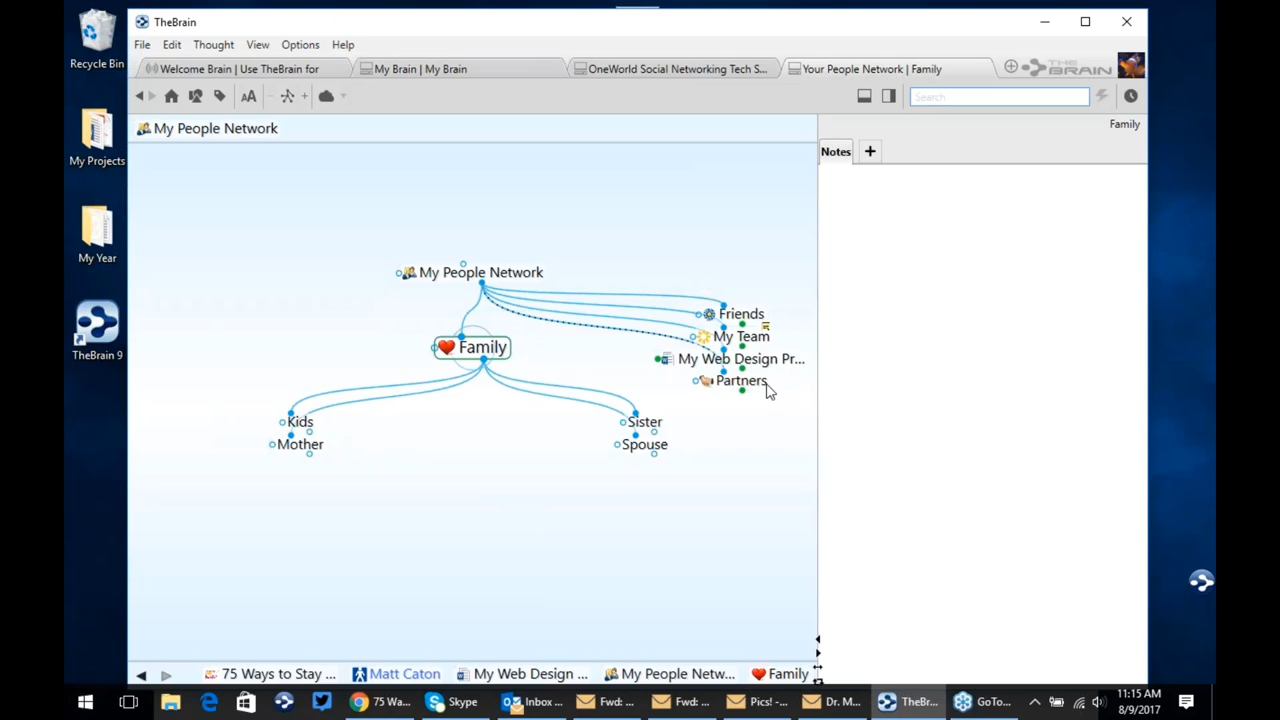 Recycle Bin
My Projects
My Year
TheBrain 9
TheBrain
File Edit Thought View Options Help
Welcome Brain | Use TheBrain for
My Brain | My Brain
OneWorld Social Networking Tech S...
Your People Network | Family
THE BRAIN
AA
Search
My People Network
Family
Notes +
My People Network
Friends
My Team
Family
My Web Design Pr...
Partners
Kids
Sister
Mother
Spouse
75 Ways to Stay ...
Matt Caton
My Web Design ...
My People Netw...
Family
75 Wa...
Skype
Inbox ...
Fwd: ...
Fwd: ...
Pics! -...
Dr. M...
TheBr...
GoTo...
11:15 AM
8/9/2017